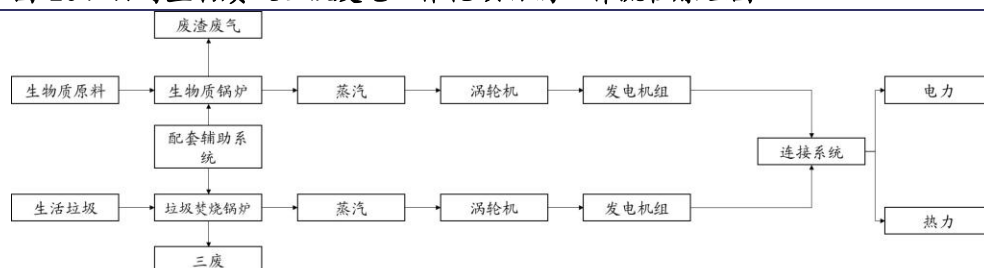 废渣废气
生物质原料
生物质锅炉
蒸汽
涡轮机
发电机组
电力
配套辅助系
统
连接系统
生活垃圾
垃圾焚烧锅炉
蒸汽
涡轮机
发电机组
热力
三废